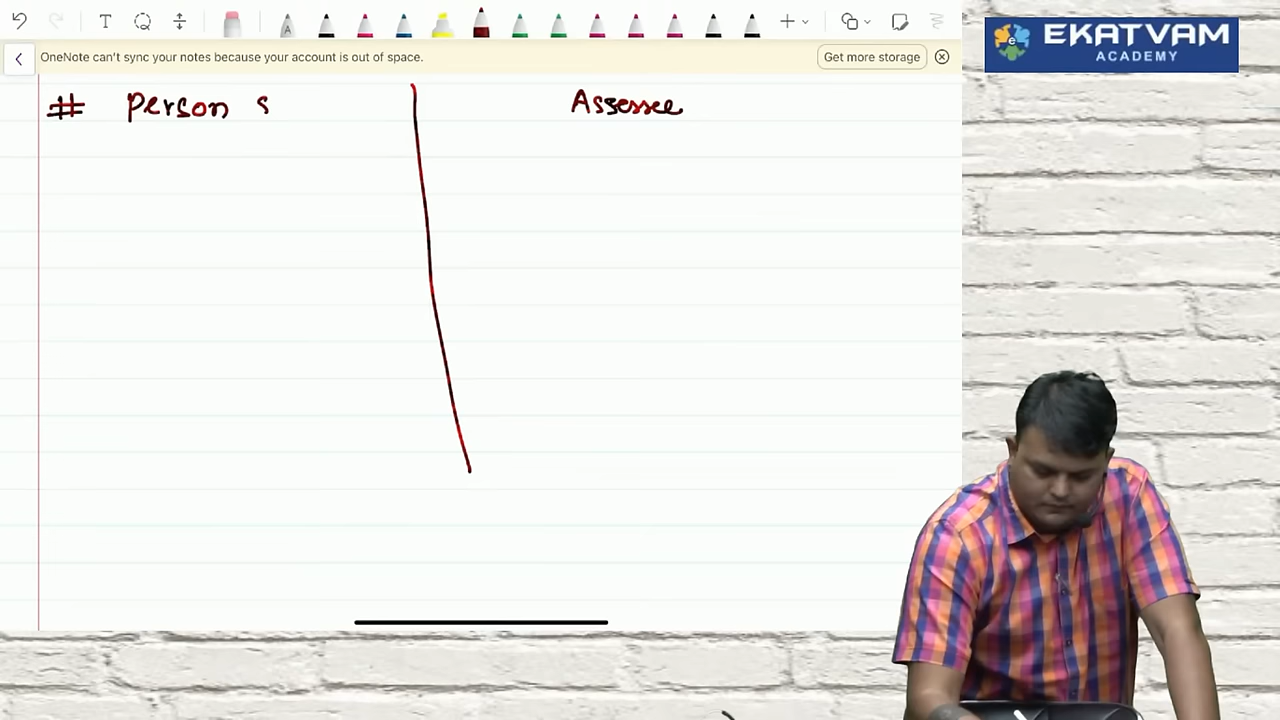 OneNote can't sync your notes because your account is out of space.
Get more storage
# Person s
Assessee
EKATVAM
ACADEMY